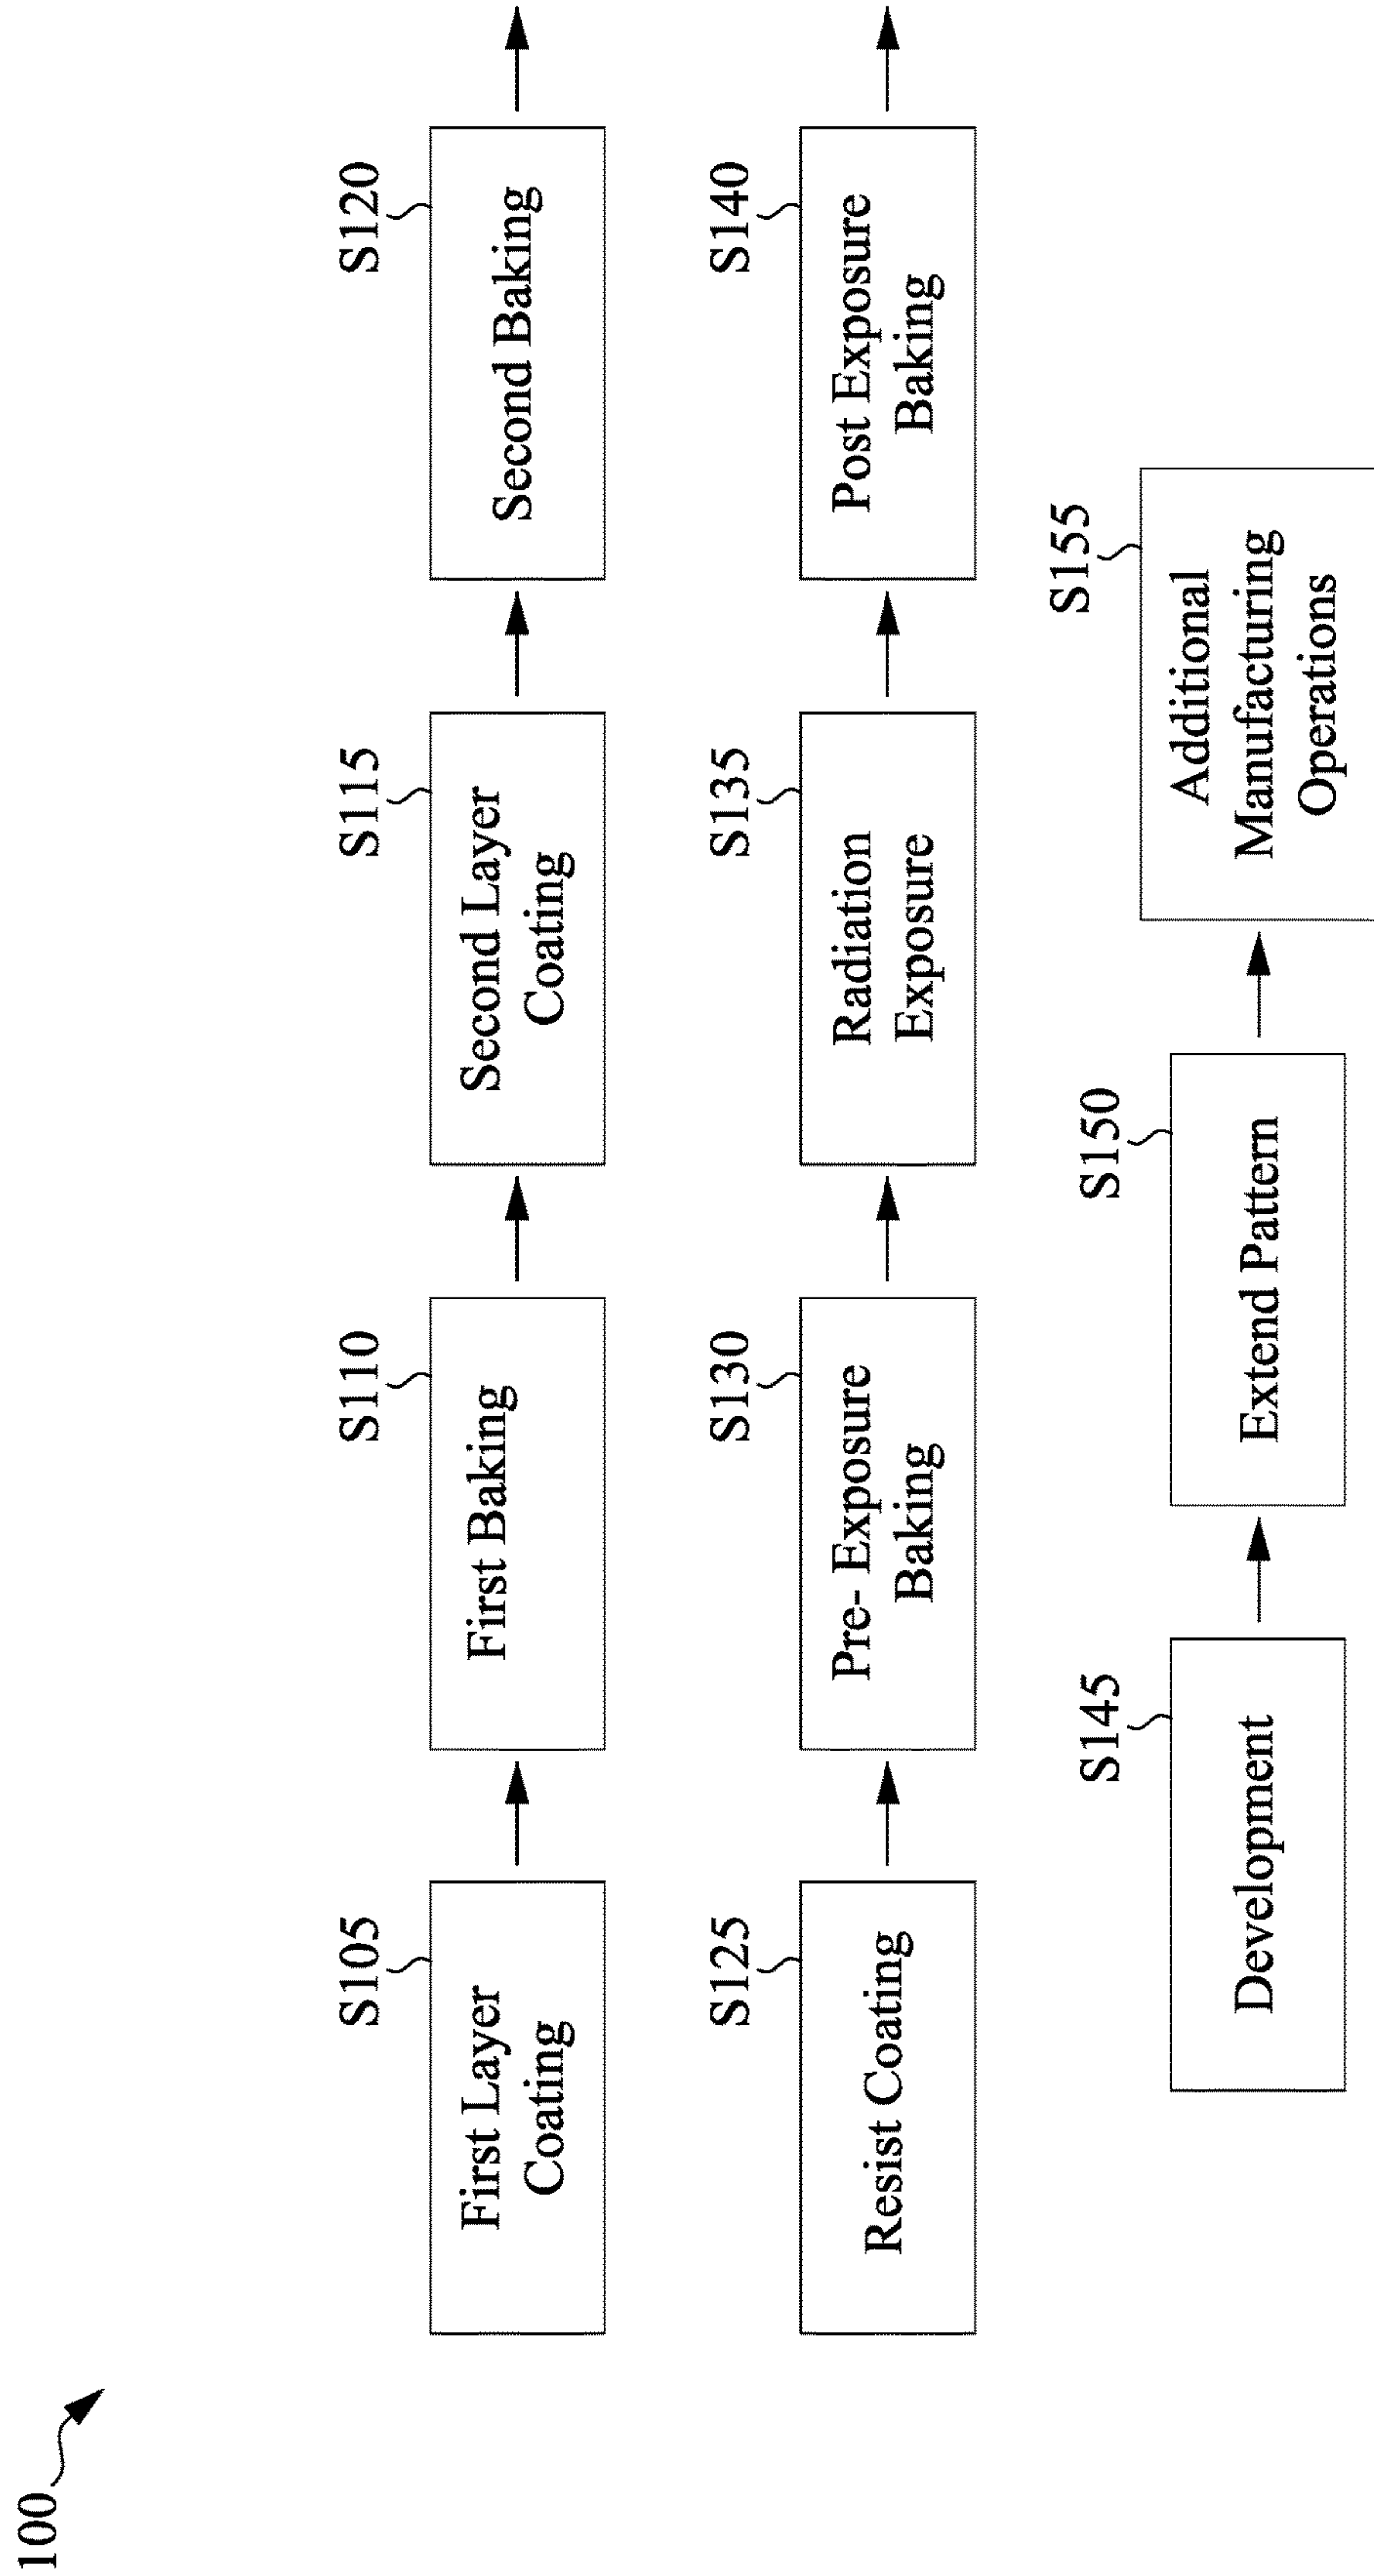 100
S105
First Layer
Coating
S110
First Baking
S115
Second Layer
Coating
S120
Second Baking
S125
Resist Coating
S130
Pre- Exposure
Baking
S135
Radiation
Exposure
S140
Post Exposure
Baking
S145
Development
S150
Extend Pattern
S155
Additional
Manufacturing
Operations